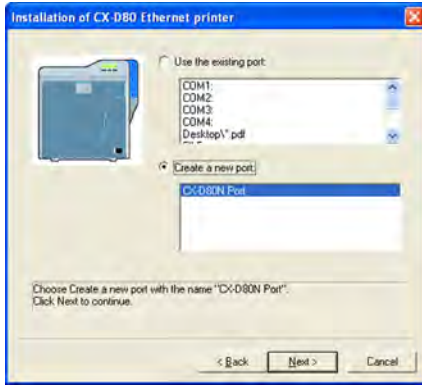 Installation of CX-D80 Ethernet printer
Use the existing port:
COM1:
COM2:
COM3:
COM4:
Desktop\*.pdf
Create a new port:
CX-D80N Port
Choose Create a new port with the name "CX-D80N Port".
Click Next to continue.
< Back
Next >
Cancel